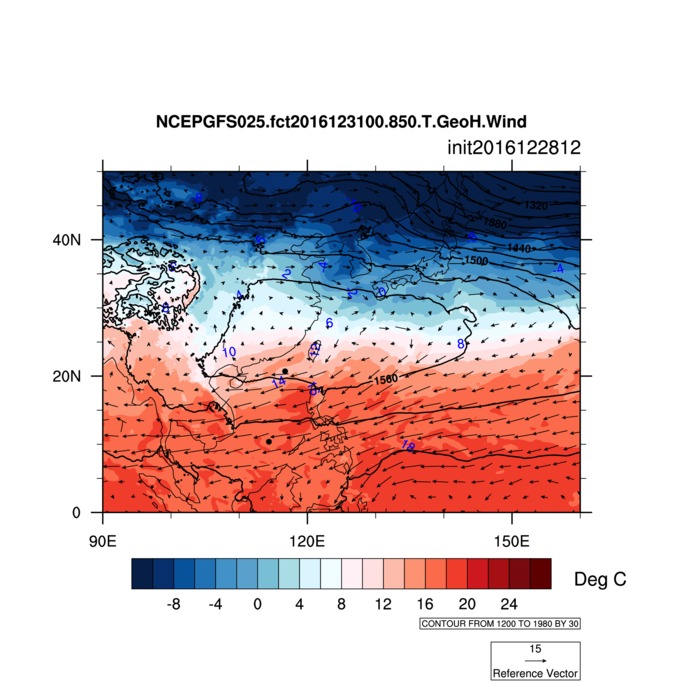 NCEPGFS025.fct2016123100.850.T.GeoH.Wind
init2016122812
1320
1380
1440
40N
1500
4
2
6
8
10
14
1560
20N
18
0
90E
120E
150E
Deg C
-8
-4
0
4
8
12
16
20
24
CONTOUR FROM 1200 TO 1980 BY 30
15
Reference Vector